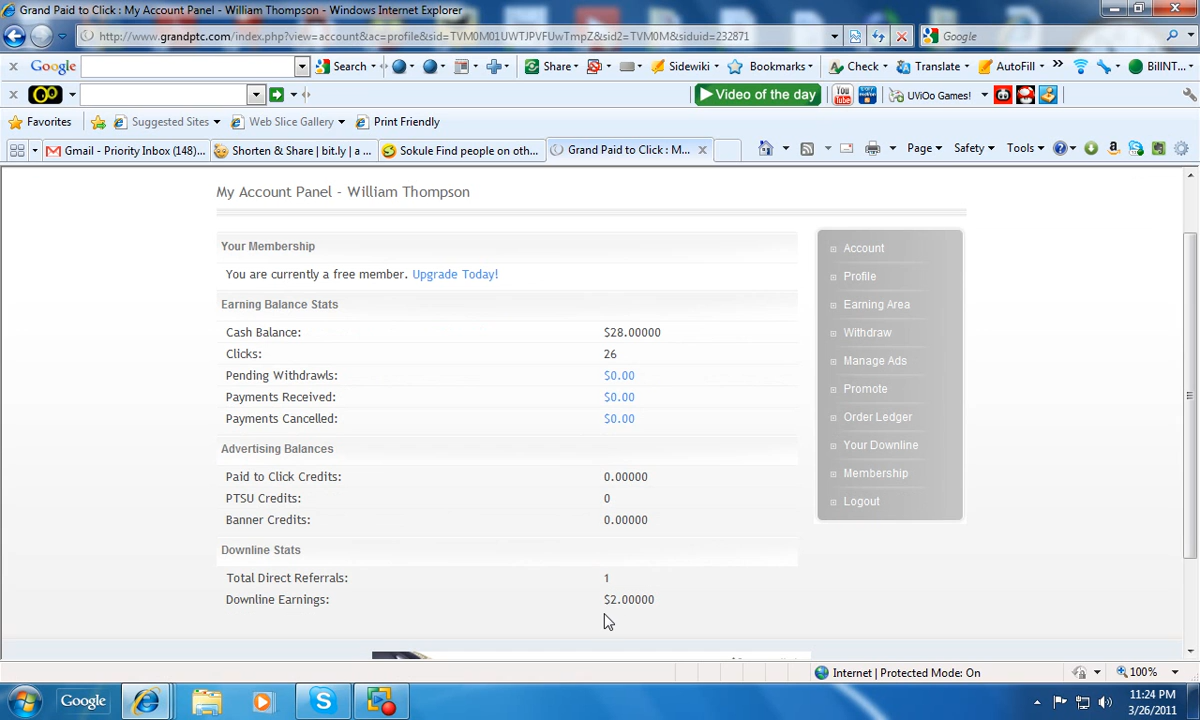 Grand Paid to Click : My Account Panel - William Thompson - Windows Internet Explorer
http://www.grandptc.com/index.php?view=account&ac=profile&sid=TVM0M01UWTJPVFUwTmpZ&sid2=TVM0M&siduid=232871
Google
Google Search Share Sidewiki Bookmarks Check Translate AutoFill » BillNT...
Video of the day You Tube UViOo Games!
Favorites Suggested Sites Web Slice Gallery Print Friendly
Gmail - Priority Inbox (148)... Shorten & Share | bit.ly | a ... Sokule Find people on oth... Grand Paid to Click : M... Page Safety Tools
My Account Panel - William Thompson
Your Membership
You are currently a free member. Upgrade Today!
Earning Balance Stats
Cash Balance: $28.00000
Clicks: 26
Pending Withdrawls: $0.00
Payments Received: $0.00
Payments Cancelled: $0.00
Advertising Balances
Paid to Click Credits: 0.00000
PTSU Credits: 0
Banner Credits: 0.00000
Downline Stats
Total Direct Referrals: 1
Downline Earnings: $2.00000
Account
Profile
Earning Area
Withdraw
Manage Ads
Promote
Order Ledger
Your Downline
Membership
Logout
Internet | Protected Mode: On 100%
Google
11:24 PM
3/26/2011